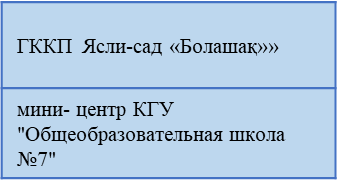 ГККП Ясли-сад «Болашақ»»
мини- центр КГУ
"Общеобразовательная школа
№7"